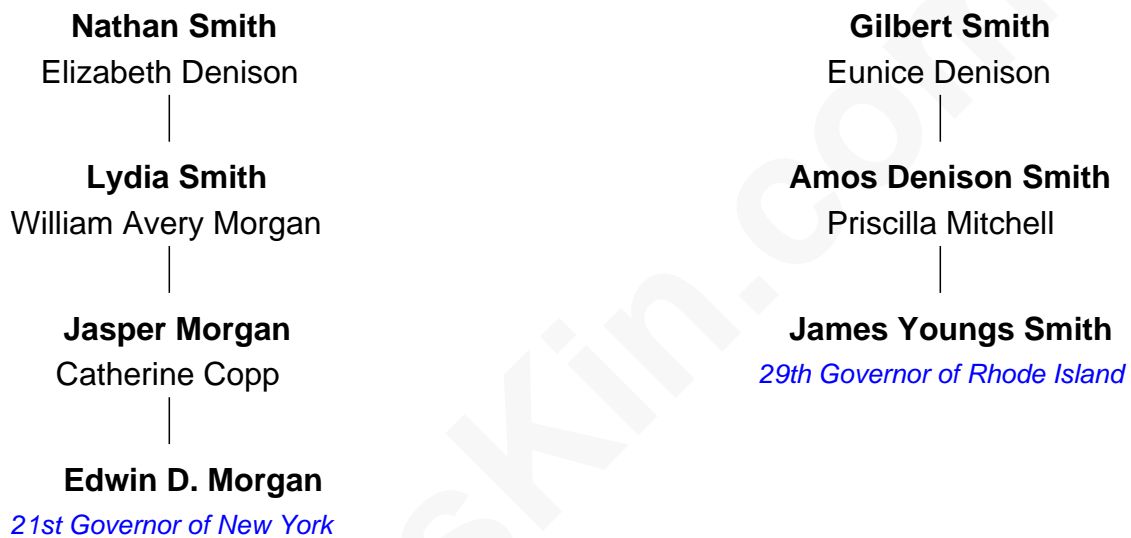 Nathan Smith
Elizabeth Denison
Lydia Smith
William Avery Morgan
Jasper Morgan
Catherine Copp
Edwin D. Morgan
21st Governor of New York
Gilbert Smith
Eunice Denison
Amos Denison Smith
Priscilla Mitchell
James Youngs Smith
29th Governor of Rhode Island